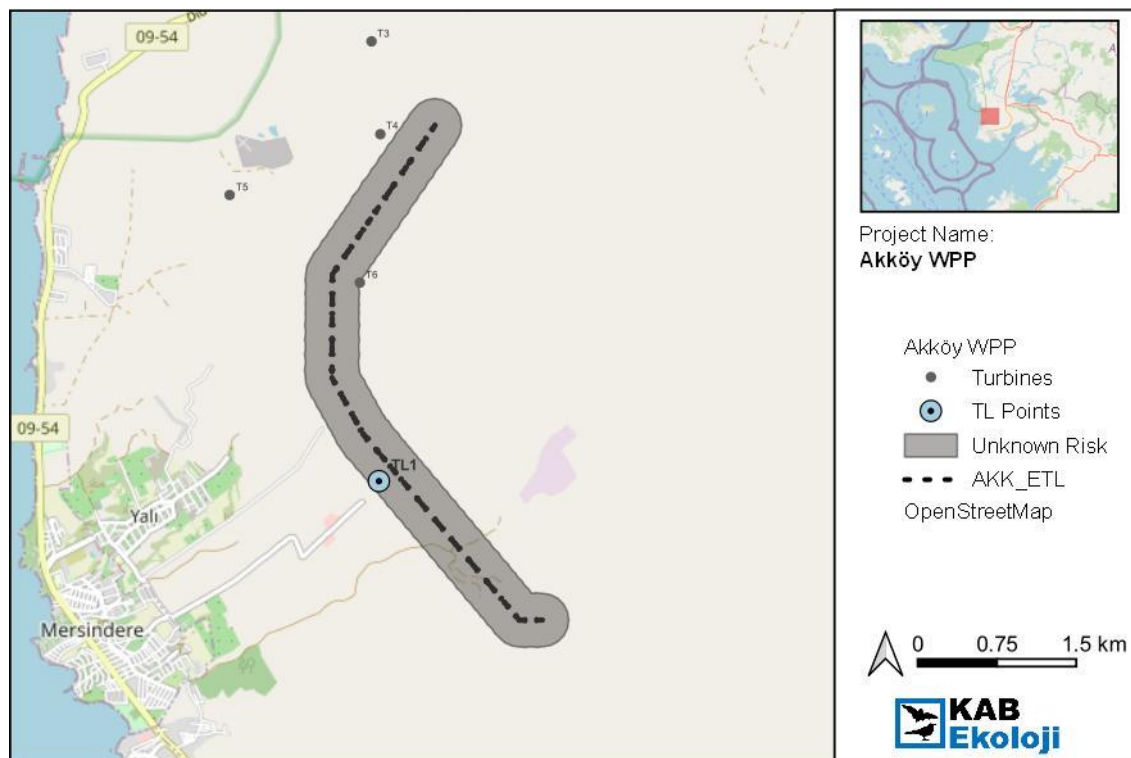 09-54
T3
T4
T5
T6
09-54
TL1
Yalı
Mersindere
Project Name:
Akköy WPP
Akköy WPP
Turbines
TL Points
Unknown Risk
AKK_ETL
OpenStreetMap
0 0.75 1.5 km
KAB
Ekoloji